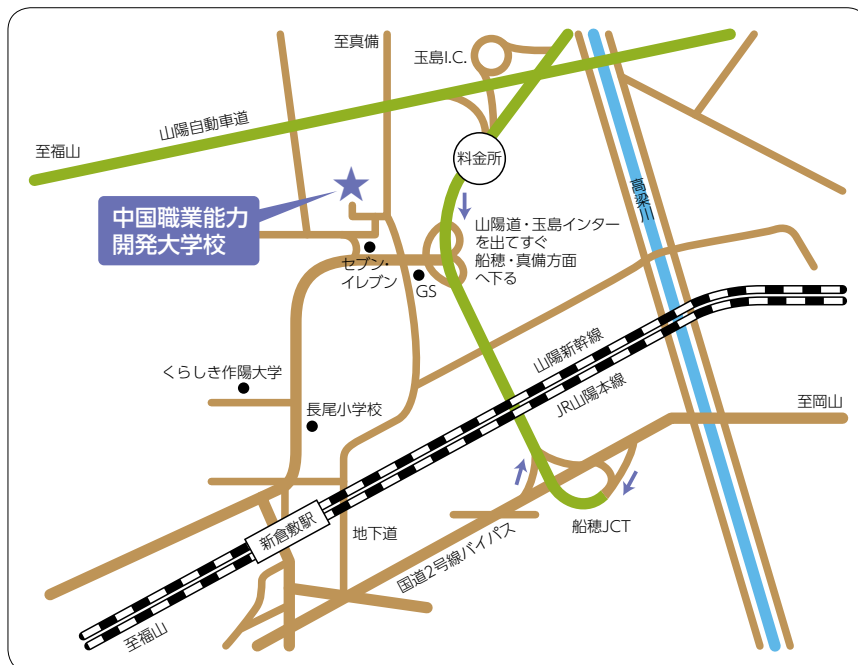 至真備
玉島I.C.
山陽自動車道
至福山
料金所
高梁川
中国職業能力
開発大学校
山陽道・玉島インター
を出てすぐ
船穂・真備方面
へ下る
セブン・
イレブン
GS
山陽新幹線
JR山陽本線
くらしき作陽大学
長尾小学校
至岡山
新倉敷駅
地下道
船穂JCT
国道2号線バイパス
至福山